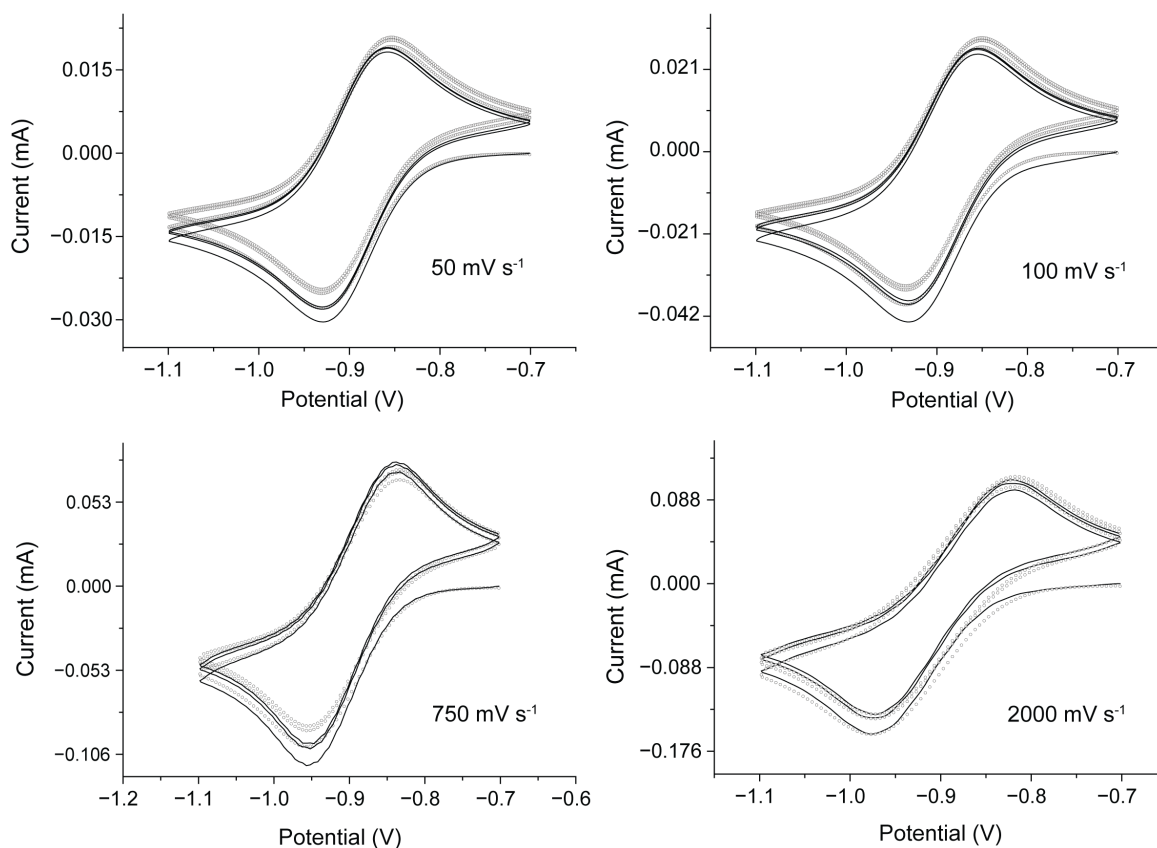 Current (mA)
0.015
0.000
−0.015
−0.030
50 mV s⁻¹
−1.1 −1.0 −0.9 −0.8 −0.7
Potential (V)
Current (mA)
0.021
0.000
−0.021
−0.042
100 mV s⁻¹
−1.1 −1.0 −0.9 −0.8 −0.7
Potential (V)
Current (mA)
0.053
0.000
−0.053
−0.106
750 mV s⁻¹
−1.2 −1.1 −1.0 −0.9 −0.8 −0.7 −0.6
Potential (V)
Current (mA)
0.088
0.000
−0.088
−0.176
2000 mV s⁻¹
−1.1 −1.0 −0.9 −0.8 −0.7
Potential (V)